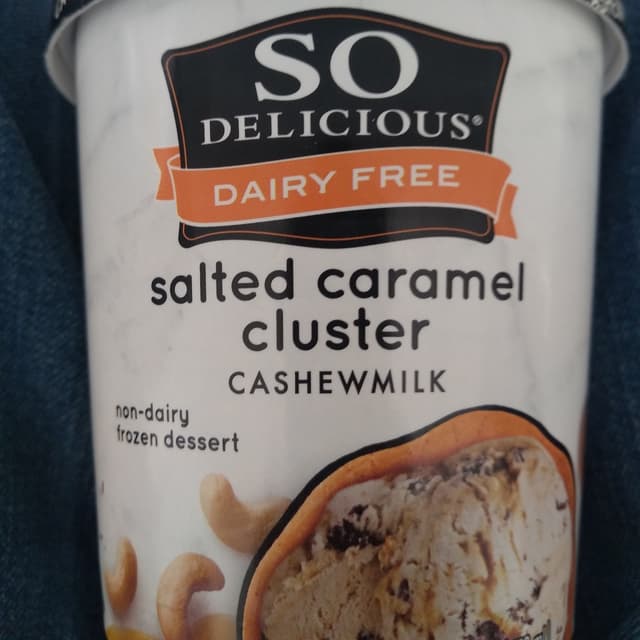 SO
DELICIOUS®
DAIRY FREE
salted caramel
cluster
CASHEWMILK
non-dairy
frozen dessert